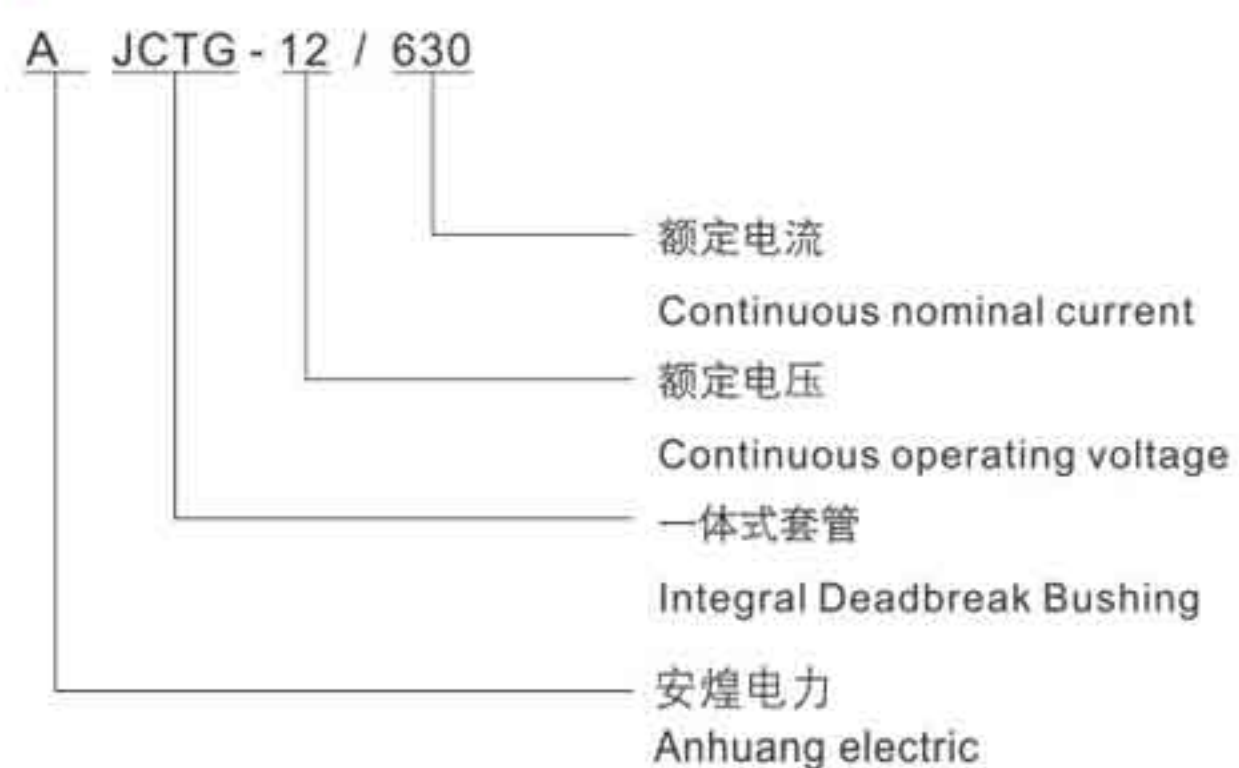 A JCTG - 12 / 630
额定电流
Continuous nominal current
额定电压
Continuous operating voltage
一体式套管
Integral Deadbreak Bushing
安煌电力
Anhuang electric